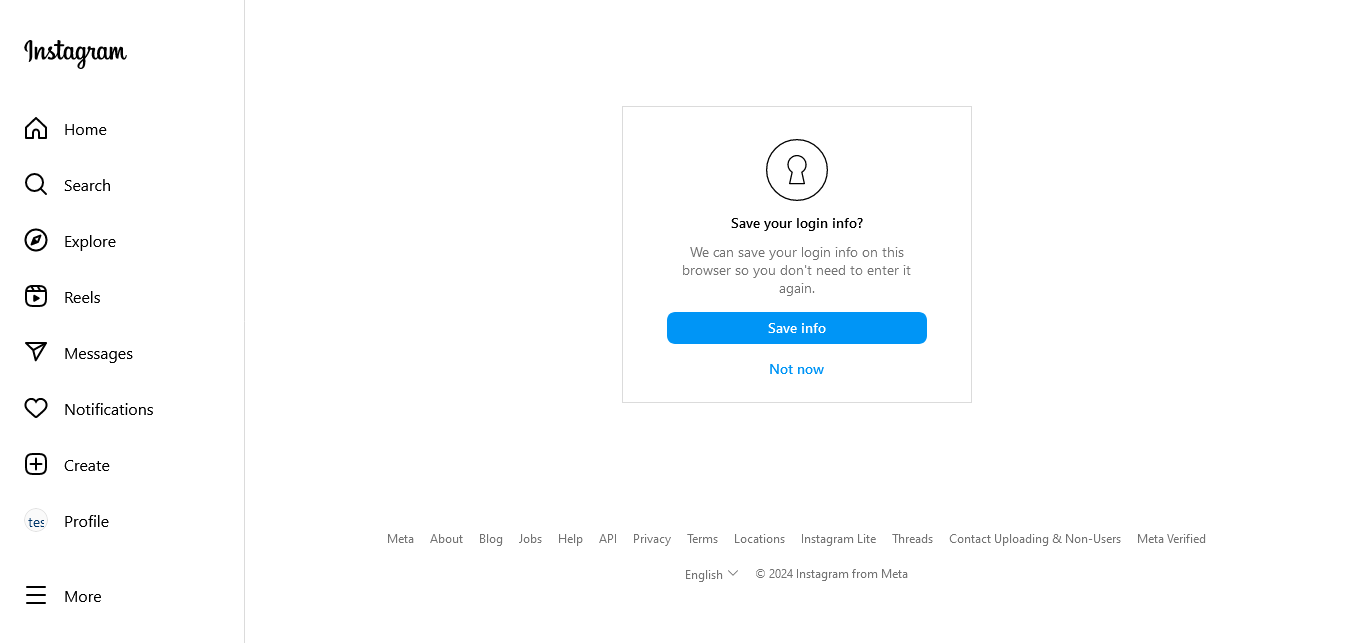 Instagram
Home
Search
Explore
Reels
Messages
Notifications
Create
tes
Profile
More
Save your login info?
We can save your login info on this
browser so you don't need to enter it
again.
Save info
Not now
Meta About Blog Jobs Help API Privacy Terms Locations Instagram Lite Threads Contact Uploading & Non-Users Meta Verified
English © 2024 Instagram from Meta